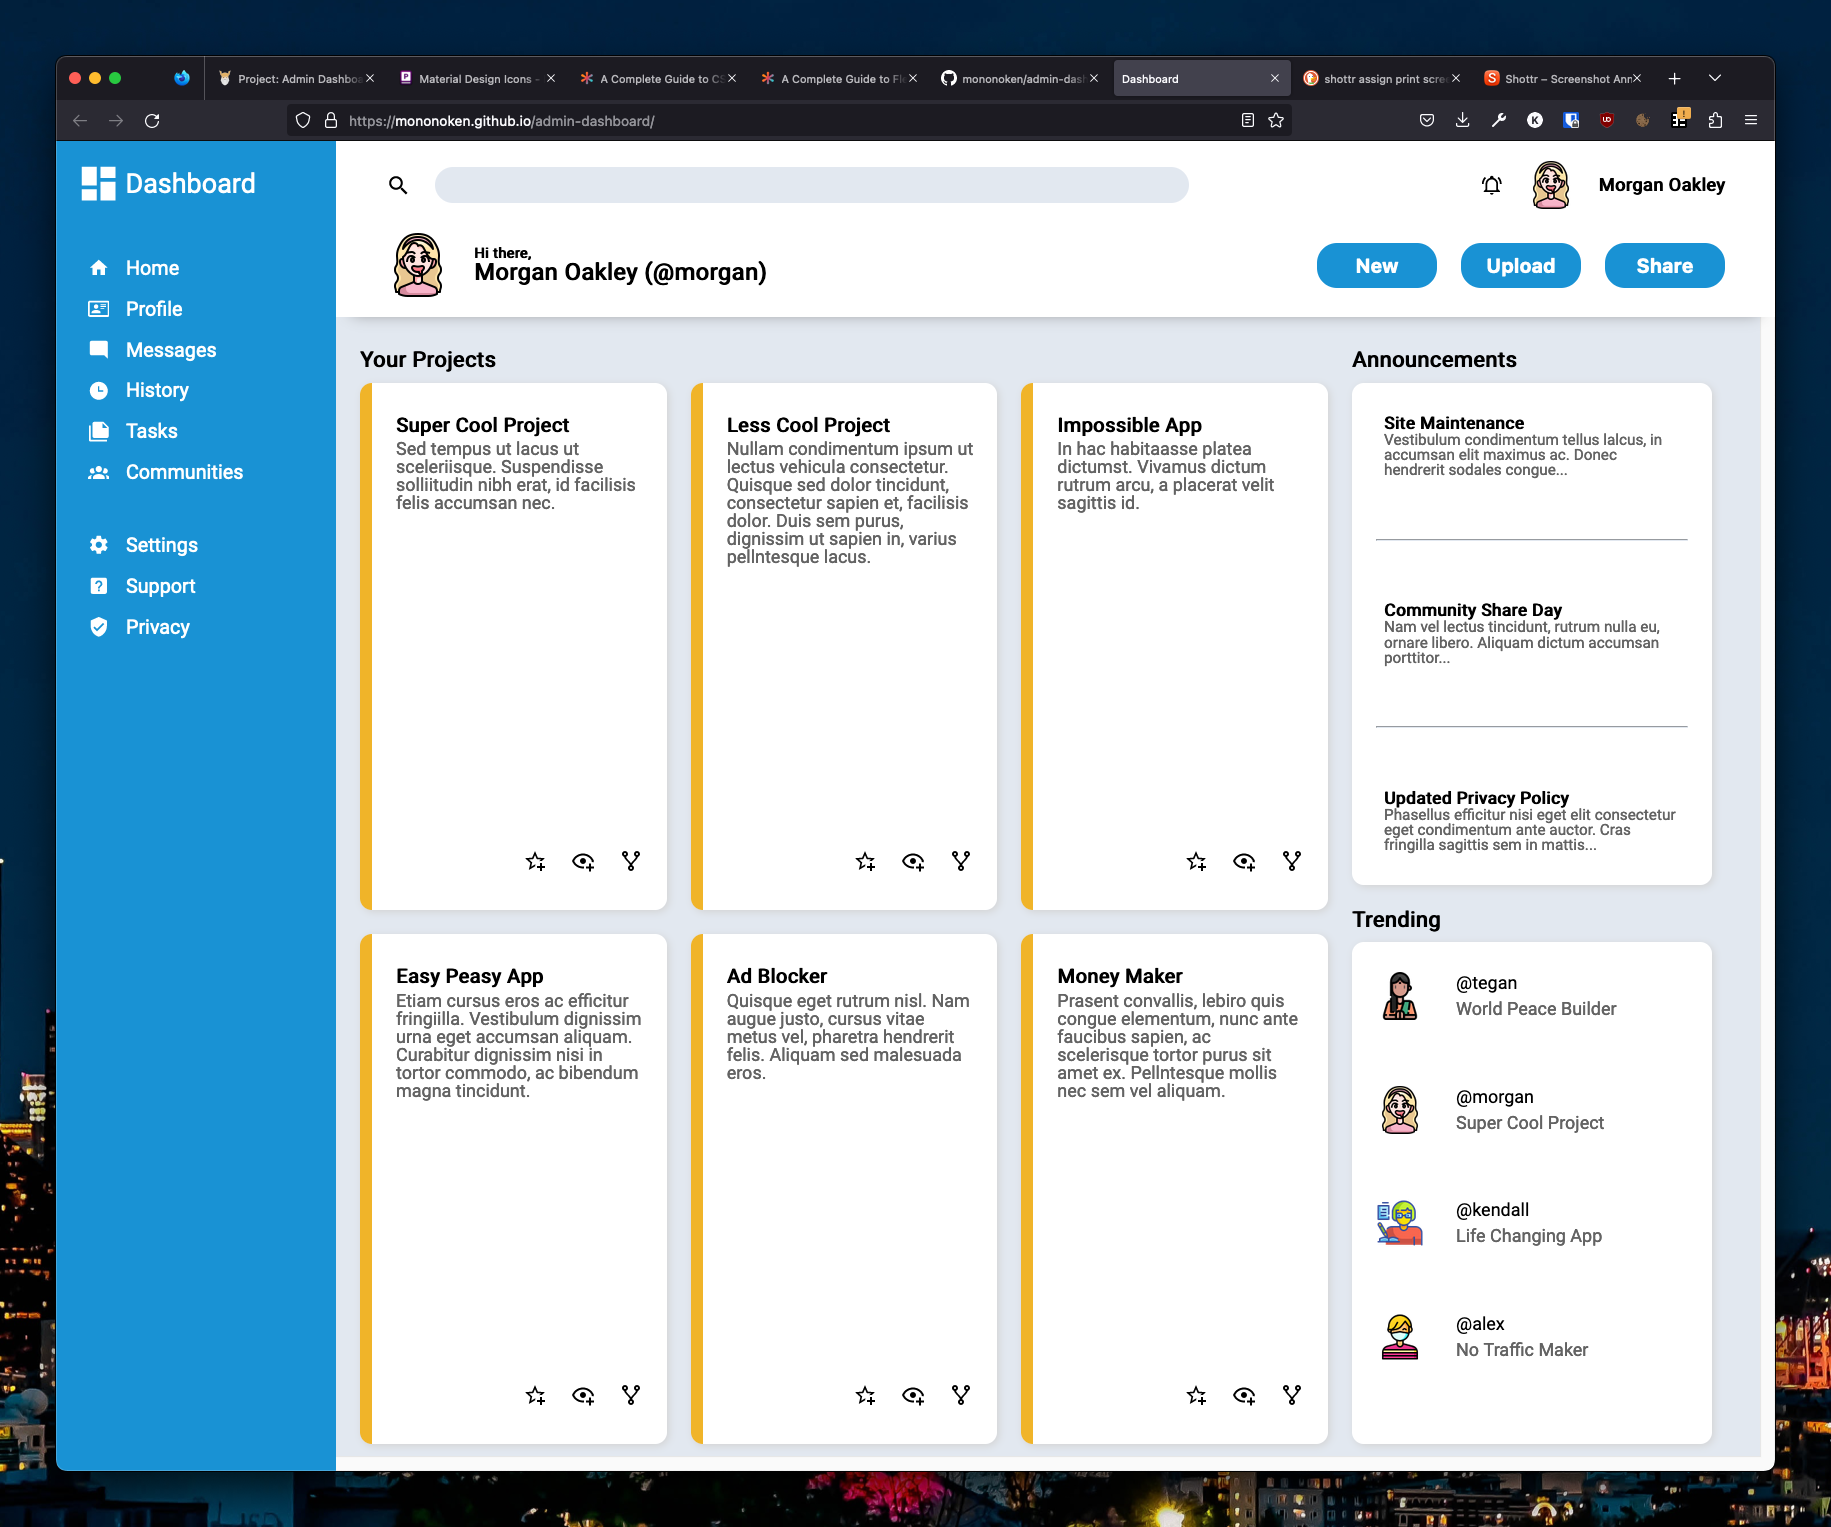 Project: Admin Dashboa
Material Design Icons -
A Complete Guide to CS
A Complete Guide to Fle
mononoken/admin-dash
Dashboard
shottr assign print scree
Shottr – Screenshot Ann
https://mononoken.github.io/admin-dashboard/
Dashboard
Home
Profile
Messages
History
Tasks
Communities
Settings
Support
Privacy
Morgan Oakley
Hi there,
Morgan Oakley (@morgan)
New
Upload
Share
Your Projects
Super Cool Project
Sed tempus ut lacus ut
sceleriisque. Suspendisse
solliitudin nibh erat, id facilisis
felis accumsan nec.
Less Cool Project
Nullam condimentum ipsum ut
lectus vehicula consectetur.
Quisque sed dolor tincidunt,
consectetur sapien et, facilisis
dolor. Duis sem purus,
dignissim ut sapien in, varius
pellntesque lacus.
Impossible App
In hac habitaasse platea
dictumst. Vivamus dictum
rutrum arcu, a placerat velit
sagittis id.
Easy Peasy App
Etiam cursus eros ac efficitur
fringiilla. Vestibulum dignissim
urna eget accumsan aliquam.
Curabitur dignissim nisi in
tortor commodo, ac bibendum
magna tincidunt.
Ad Blocker
Quisque eget rutrum nisl. Nam
augue justo, cursus vitae
metus vel, pharetra hendrerit
felis. Aliquam sed malesuada
eros.
Money Maker
Prasent convallis, lebiro quis
congue elementum, nunc ante
faucibus sapien, ac
scelerisque tortor purus sit
amet ex. Pellntesque mollis
nec sem vel aliquam.
Announcements
Site Maintenance
Vestibulum condimentum tellus lalcus, in
accumsan elit maximus ac. Donec
hendrerit sodales congue...
Community Share Day
Nam vel lectus tincidunt, rutrum nulla eu,
ornare libero. Aliquam dictum accumsan
porttitor...
Updated Privacy Policy
Phasellus efficitur nisi eget elit consectetur
eget condimentum ante auctor. Cras
fringilla sagittis sem in mattis...
Trending
@tegan
World Peace Builder
@morgan
Super Cool Project
@kendall
Life Changing App
@alex
No Traffic Maker